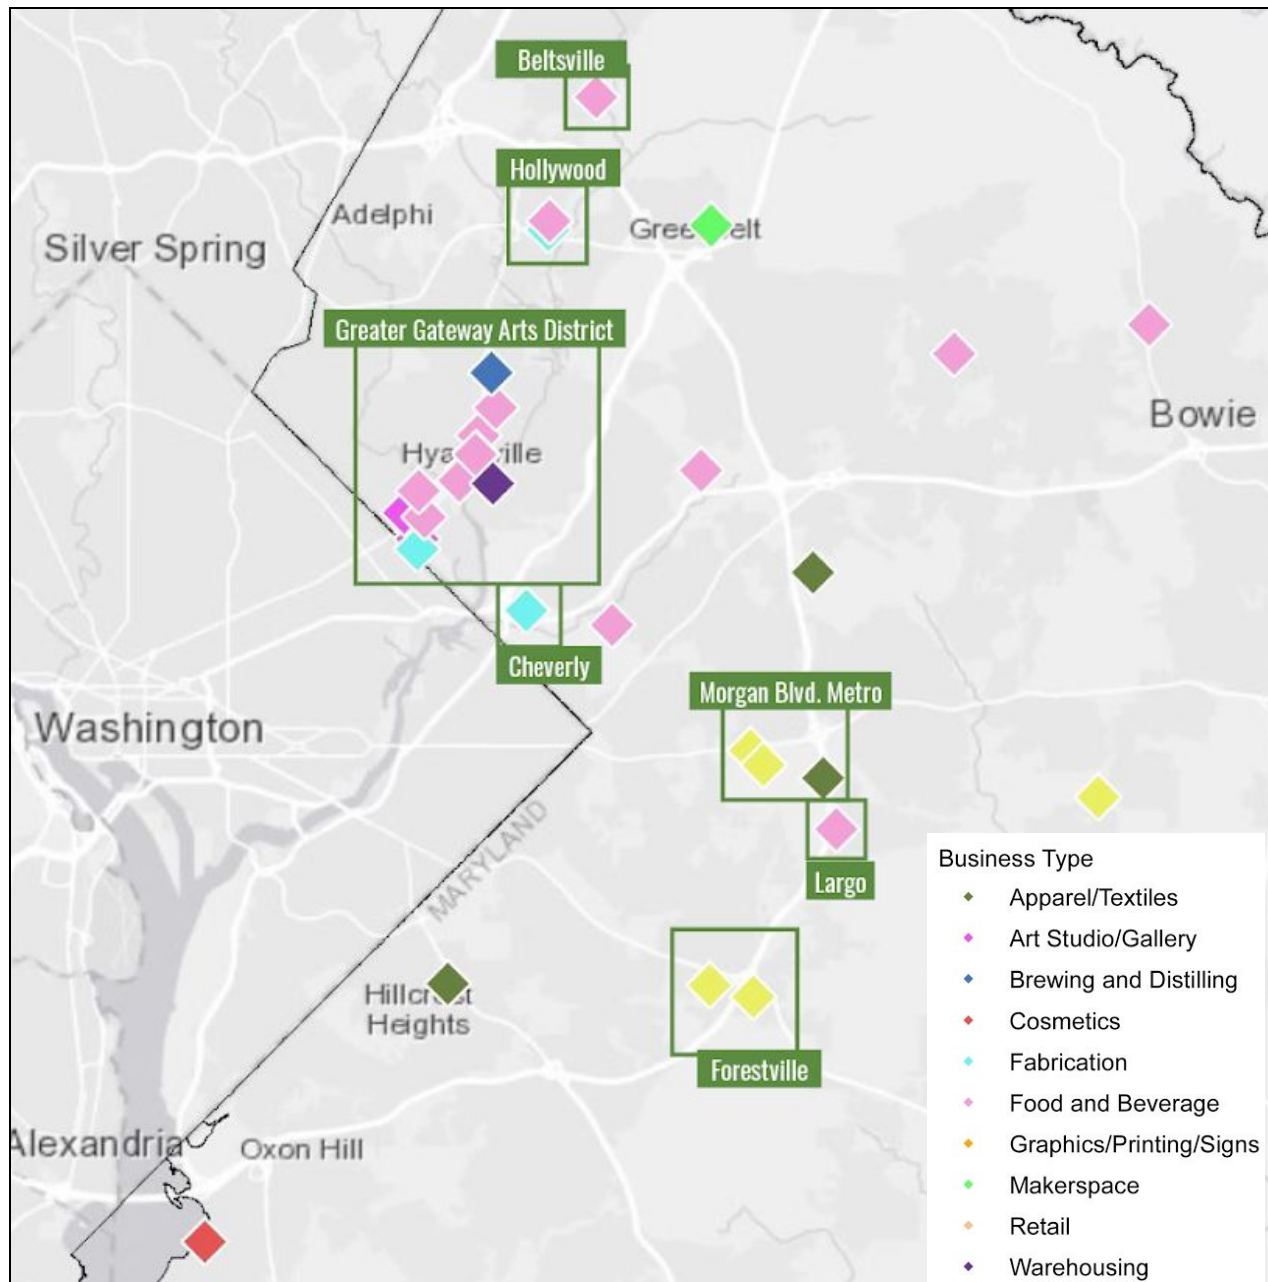 Beltsville
Hollywood
Adelphi
Silver Spring
Greater Gateway Arts District
Bowie
Cheverly
Morgan Blvd. Metro
Washington
MARYLAND
Largo
Business Type
Apparel/Textiles
Art Studio/Gallery
Brewing and Distilling
Cosmetics
Fabrication
Food and Beverage
Graphics/Printing/Signs
Makerspace
Retail
Warehousing
Heights
Forestville
Alexandria
Oxon Hill